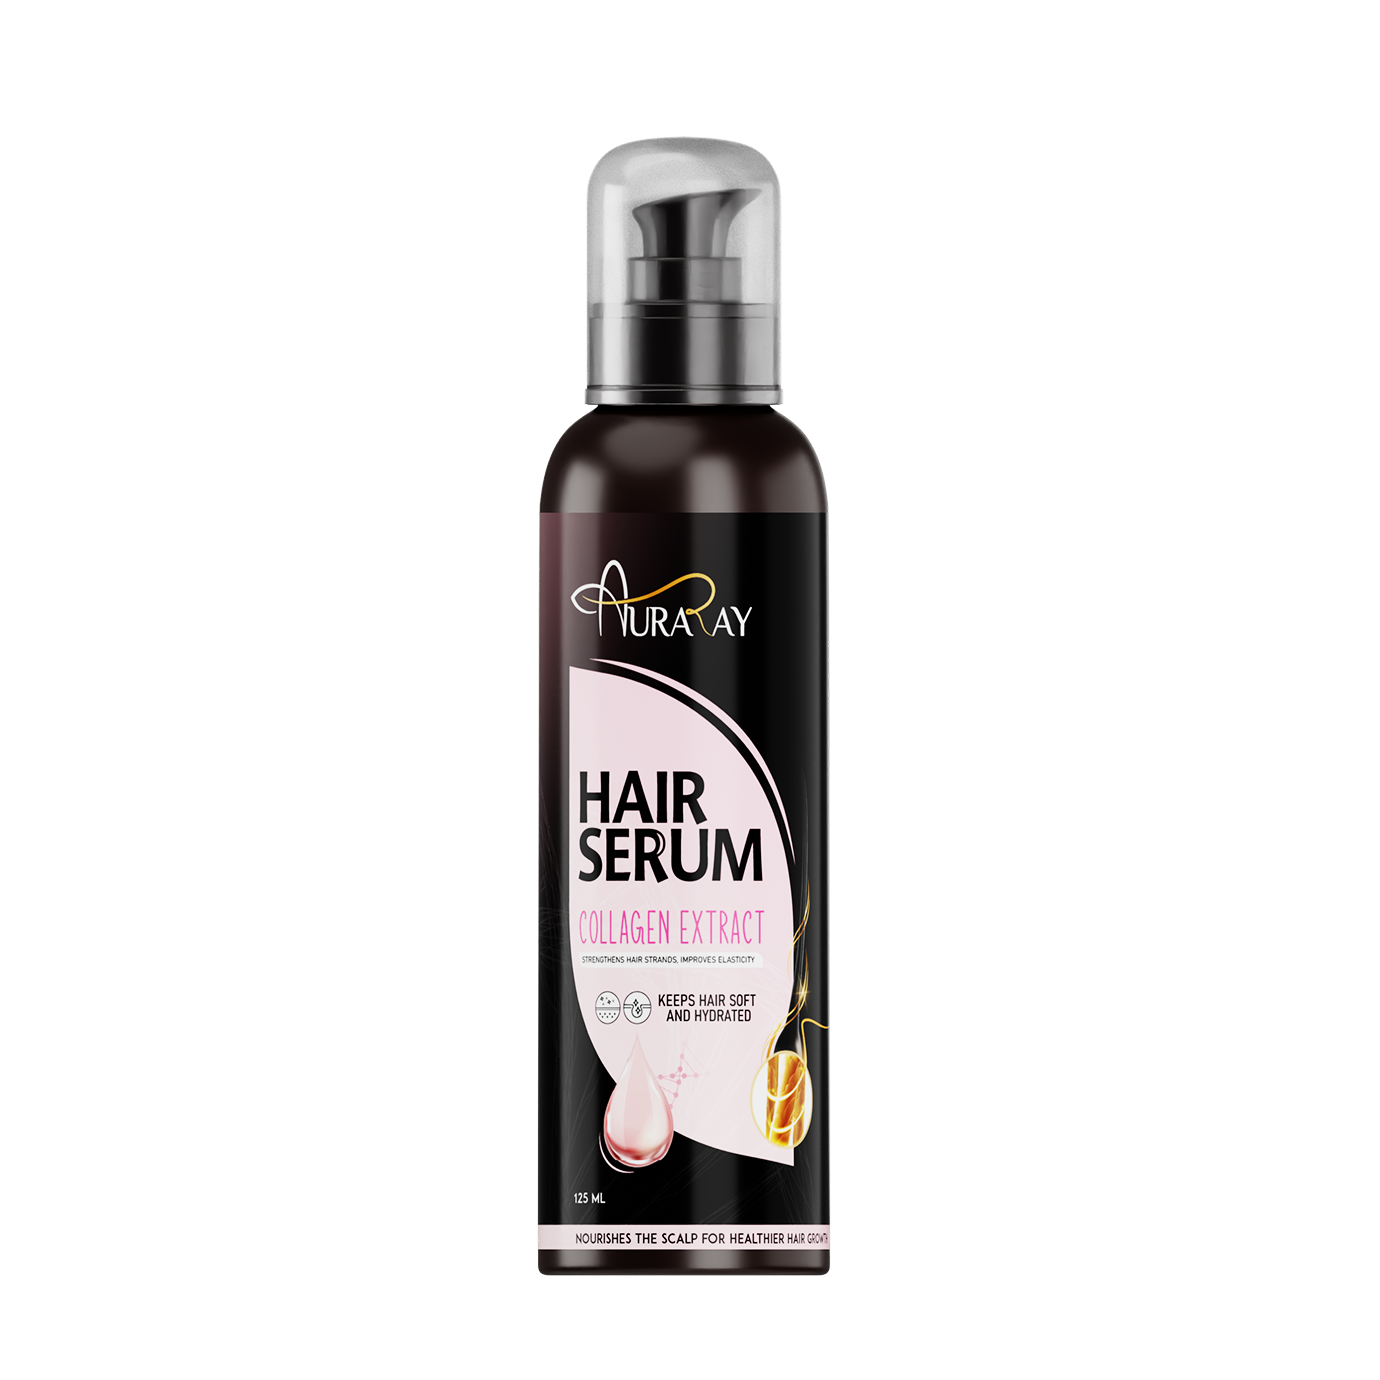 AURARAY
HAIR
SERUM
COLLAGEN EXTRACT
STRENGTHENS HAIR STRANDS, IMPROVES ELASTICITY
KEEPS HAIR SOFT
AND HYDRATED
125 ML
NOURISHES THE SCALP FOR HEALTHIER HAIR GROWTH